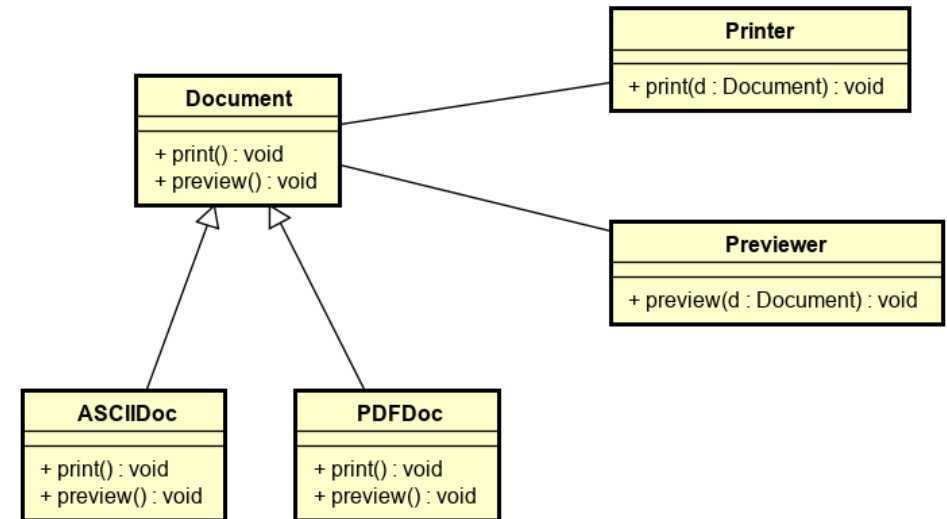 Printer
+ print(d : Document) : void
Document
+ print() : void
+ preview() : void
Previewer
+ preview(d : Document) : void
ASCIIDoc
+ print() : void
+ preview() : void
PDFDoc
+ print() : void
+ preview() : void